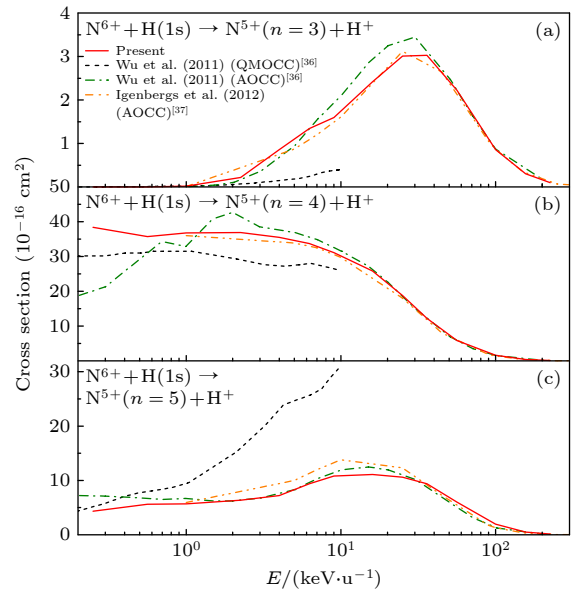 N⁶⁺+H(1s) → N⁵⁺(n=3)+H⁺
(a)
Present
Wu et al. (2011) (QMOCC)[36]
Wu et al. (2011) (AOCC)[36]
Igenbergs et al. (2012)
(AOCC)[37]
4
3
2
1
50
N⁶⁺+H(1s) → N⁵⁺(n=4)+H⁺
(b)
40
30
20
10
Cross section (10⁻¹⁶ cm²)
N⁶⁺+H(1s) →
N⁵⁺(n=5)+H⁺
(c)
30
20
10
0
10⁰ 10¹ 10²
E/(keV·u⁻¹)